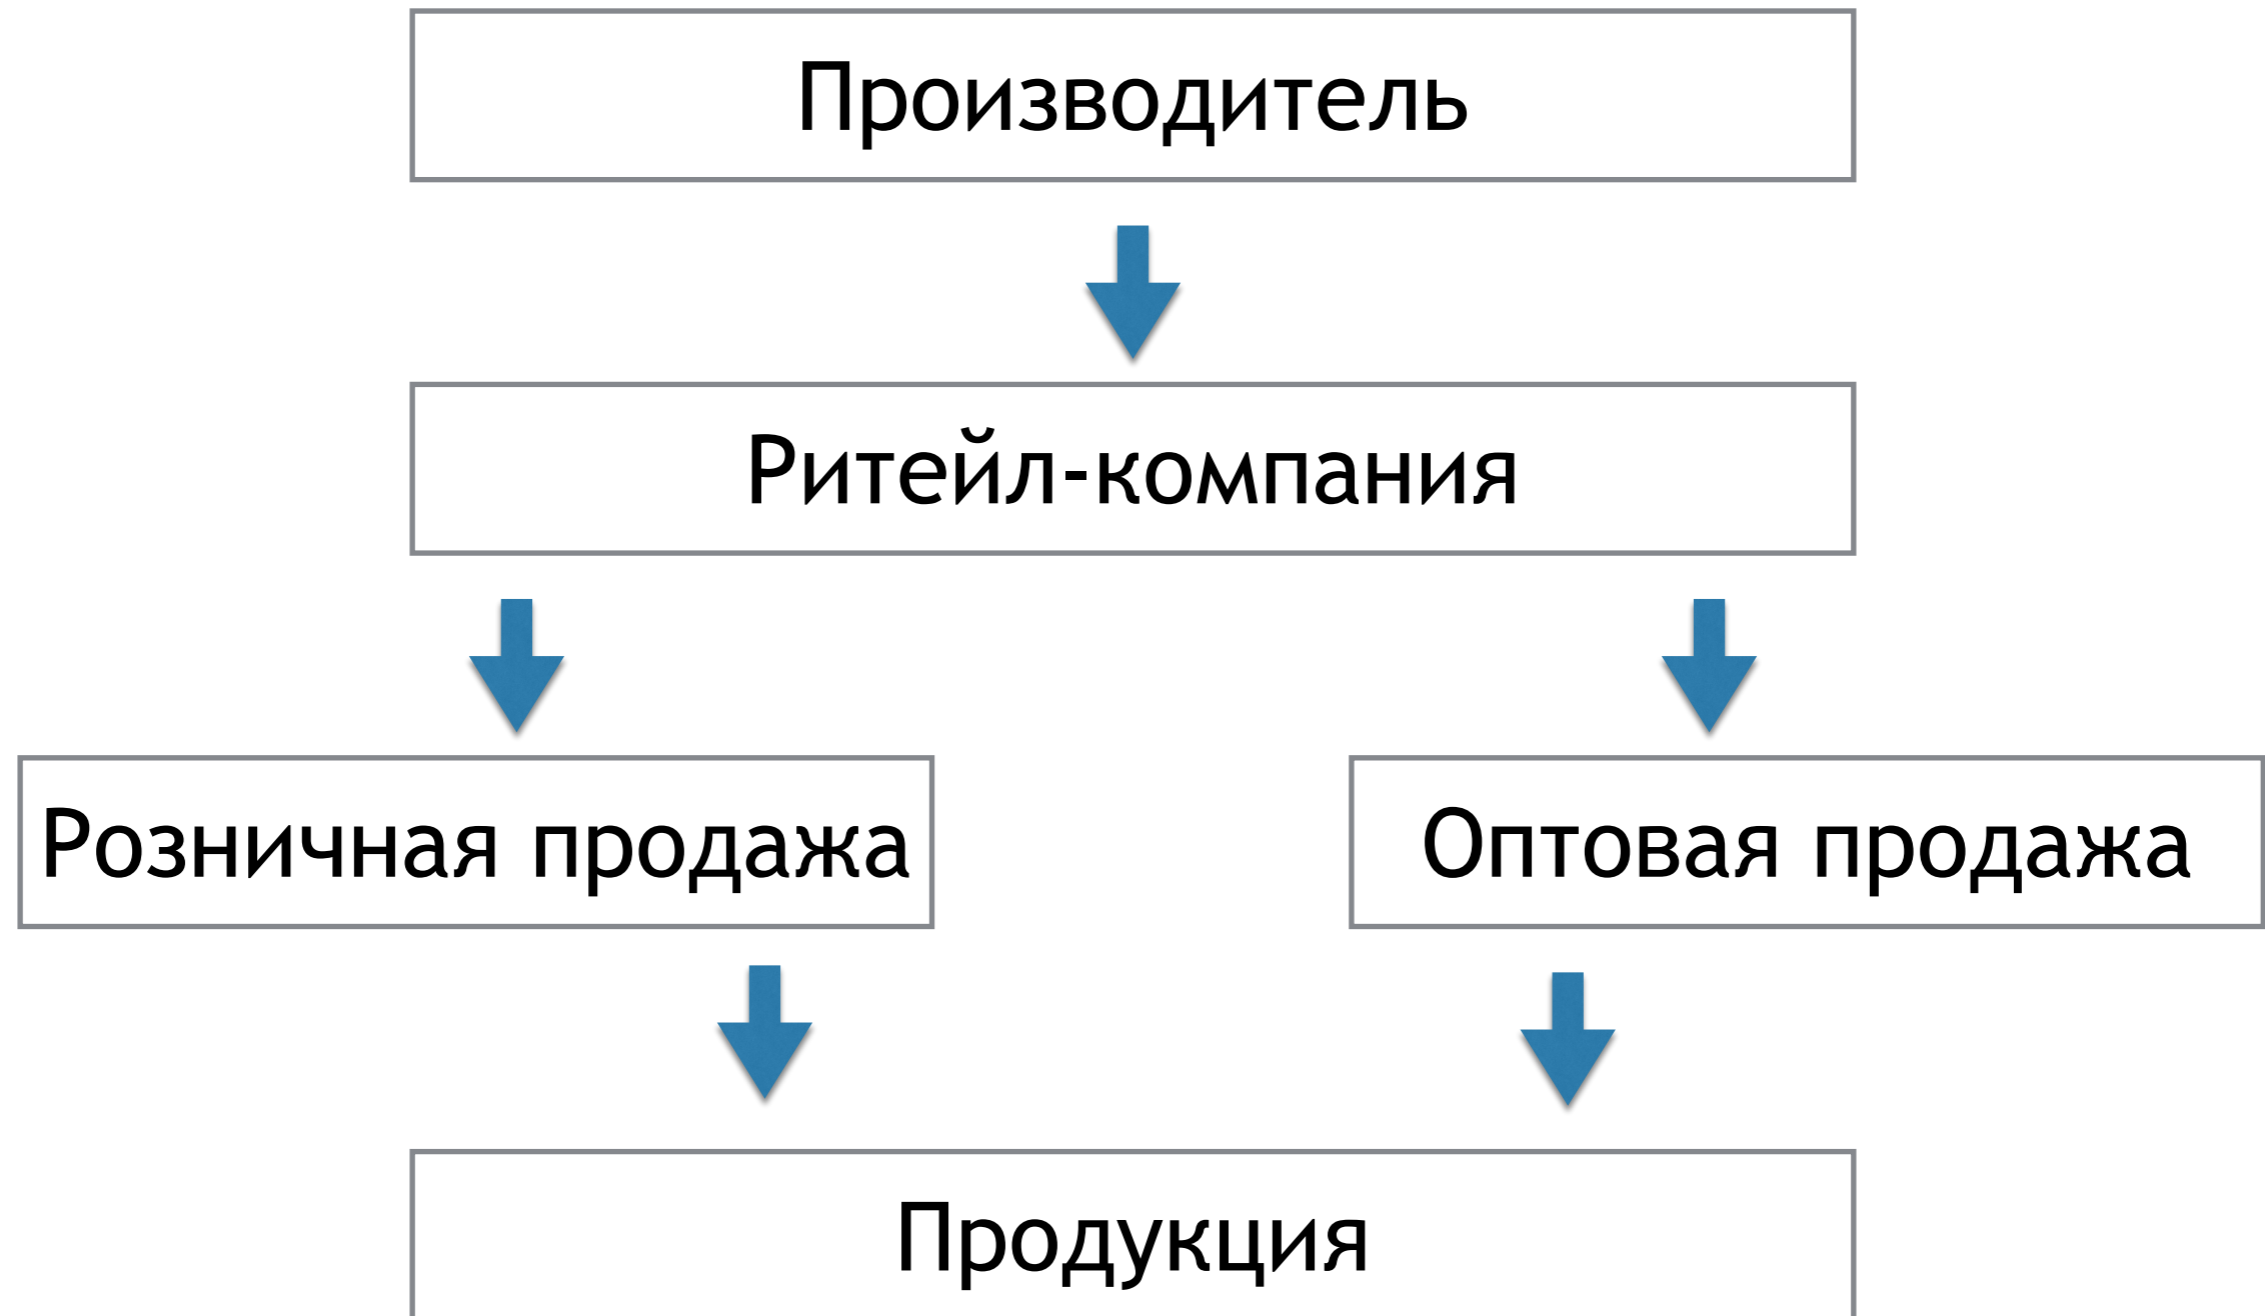 Производитель
Ритейл-компания
Розничная продажа
Оптовая продажа
Продукция